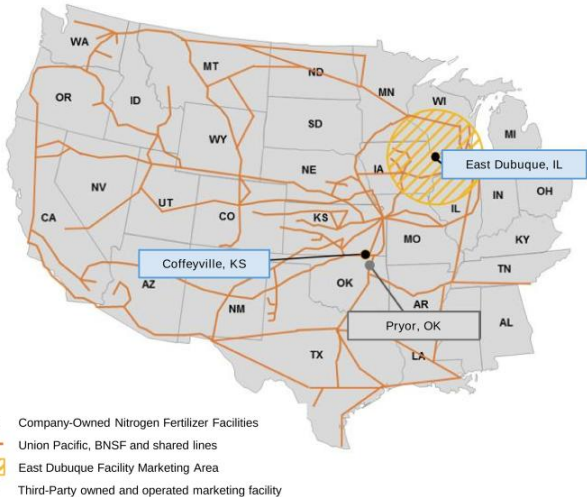 WA
MT
ND
MN
OR
ID
WI
SD
MI
WY
IA
East Dubuque, IL
NE
NV
IN
OH
UT
IL
CA
CO
KS
MO
KY
Coffeyville, KS
TN
AZ
OK
NM
AR
AL
Pryor, OK
TX
LA
Company-Owned Nitrogen Fertilizer Facilities
Union Pacific, BNSF and shared lines
East Dubuque Facility Marketing Area
Third-Party owned and operated marketing facility